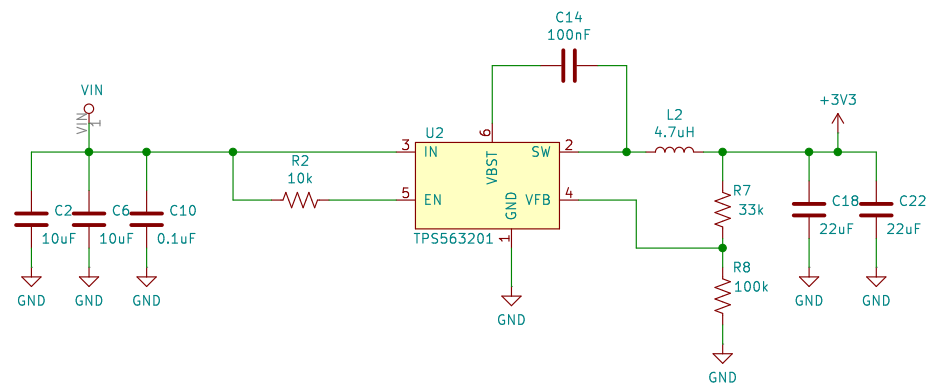 C14
100nF
VIN
VIN
1
+3V3
L2
4.7uH
U2
6
3
IN
VBST
SW
2
R2
10k
5
EN
GND
VFB
4
R7
33k
C2
10uF
C6
10uF
C10
0.1uF
C18
22uF
C22
22uF
TPS563201
1
R8
100k
GND
GND
GND
GND
GND
GND
GND